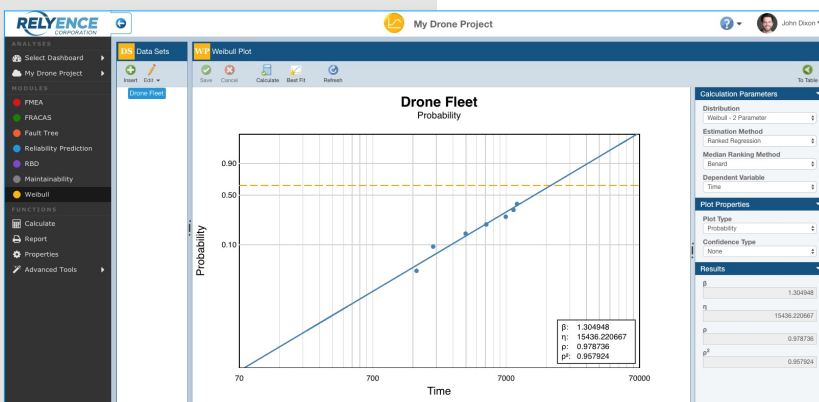 RELYENCE
CORPORATION
My Drone Project
?
John Dixon
ANALYSES
Select Dashboard
My Drone Project
MODULES
FMEA
FRACAS
Fault Tree
Reliability Prediction
RBD
Maintainability
Weibull
FUNCTIONS
Calculate
Report
Properties
Advanced Tools
DS Data Sets
Insert Edit
Drone Fleet
WP Weibull Plot
Save Cancel Calculate Best Fit Refresh To Table
Drone Fleet
Probability
Probability
0.90
0.50
0.10
β: 1.304948
η: 15436.220667
ρ: 0.978736
ρ²: 0.957924
70 700 7000 70000
Time
Calculation Parameters
Distribution
Weibull - 2 Parameter
Estimation Method
Ranked Regression
Median Ranking Method
Benard
Dependent Variable
Time
Plot Properties
Plot Type
Probability
Confidence Type
None
Results
β
1.304948
η
15436.220667
ρ
0.978736
ρ²
0.957924